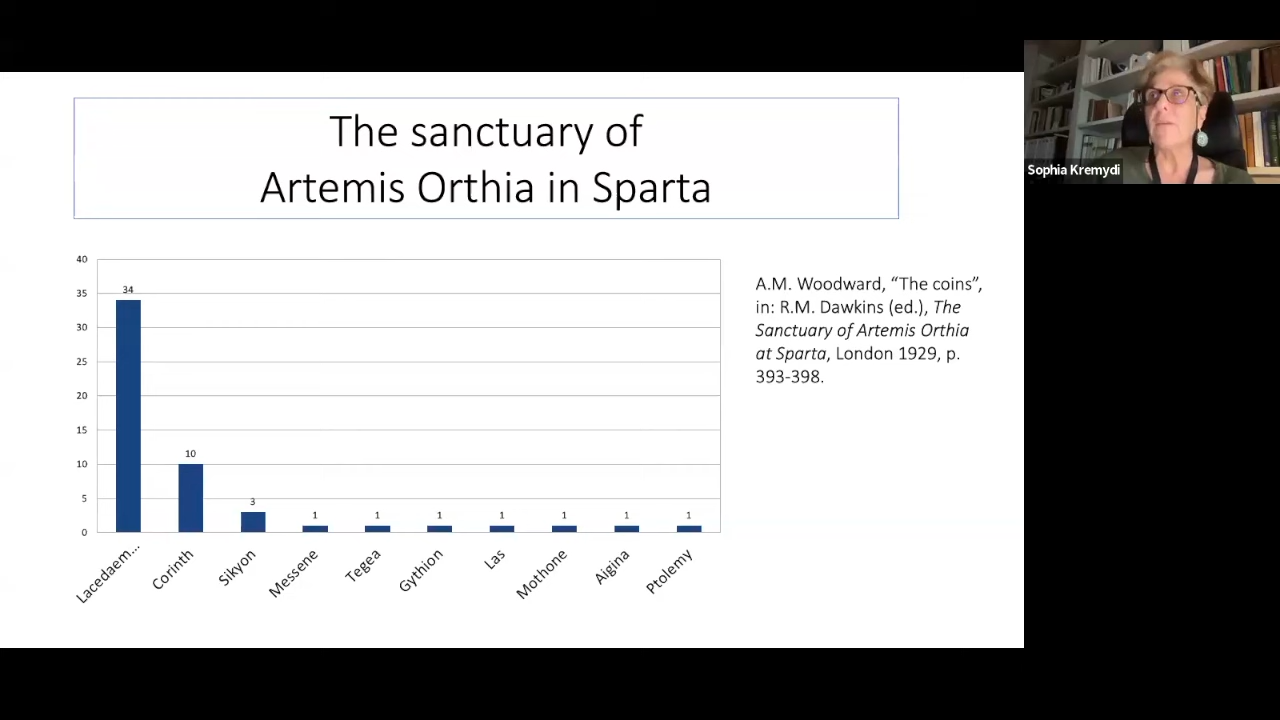 The sanctuary of
Artemis Orthia in Sparta
Sophia Kremydi
40
35
30
25
20
15
10
5
0
34
10
3
1
1
1
1
1
1
1
Lacedaem...
Corinth
Sikyon
Messene
Tegea
Gythion
Las
Mothone
Aigina
Ptolemy
A.M. Woodward, “The coins”,
in: R.M. Dawkins (ed.), The
Sanctuary of Artemis Orthia
at Sparta, London 1929, p.
393-398.